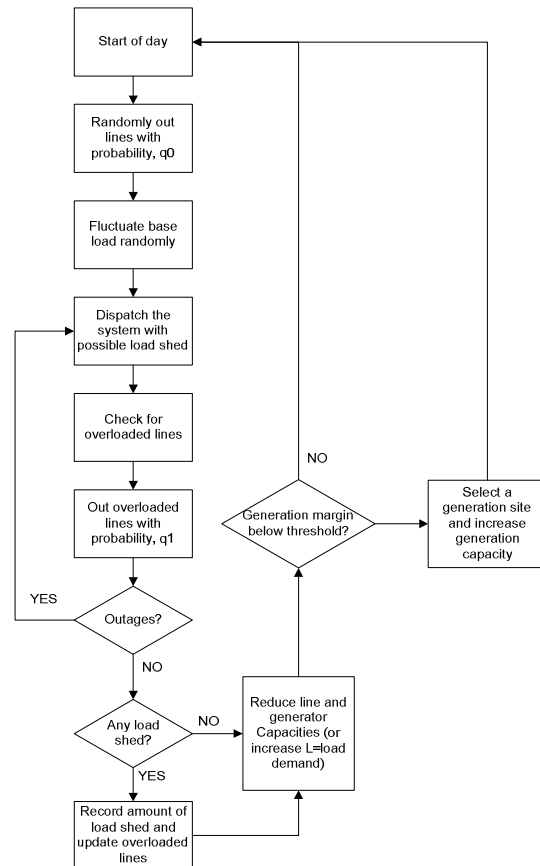 Start of day
Randomly out
lines with
probability, q0
Fluctuate base
load randomly
Dispatch the
system with
possible load shed
Check for
overloaded lines
Out overloaded
lines with
probability, q1
YES
Outages?
NO
Any load
shed?
NO
YES
Record amount of
load shed and
update overloaded
lines
Reduce line and
generator
Capacities (or
increase L=load
demand)
NO
Generation margin
below threshold?
Select a
generation site
and increase
generation
capacity